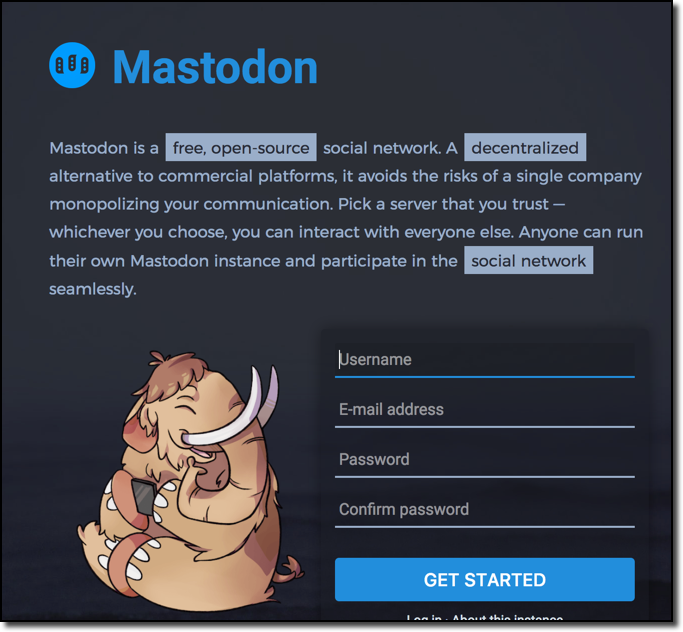 Mastodon
Mastodon is a free, open-source social network. A decentralized
alternative to commercial platforms, it avoids the risks of a single company
monopolizing your communication. Pick a server that you trust —
whichever you choose, you can interact with everyone else. Anyone can run
their own Mastodon instance and participate in the social network
seamlessly.
Username
E-mail address
Password
Confirm password
GET STARTED
Log in · About this instance